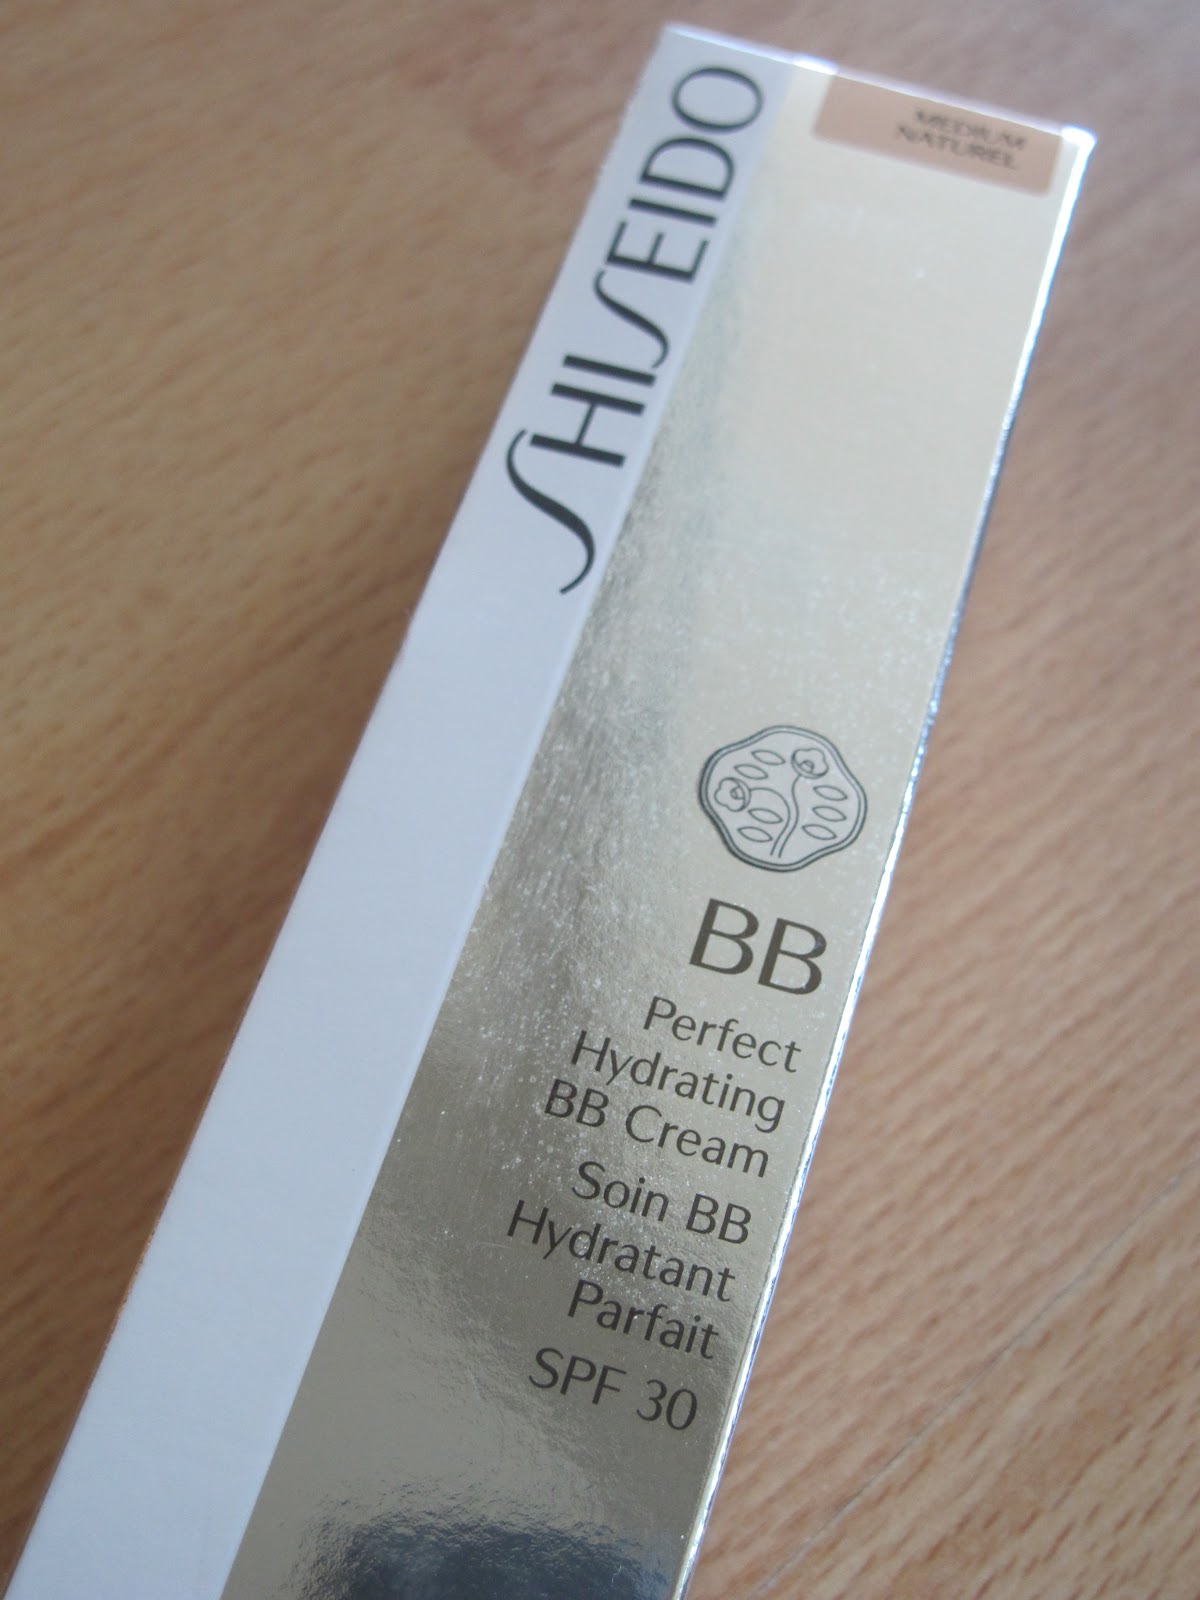 SHISEIDO
MEDIUM
NATUREL
BB
Perfect
Hydrating
BB Cream
Soin BB
Hydratant
Parfait
SPF 30